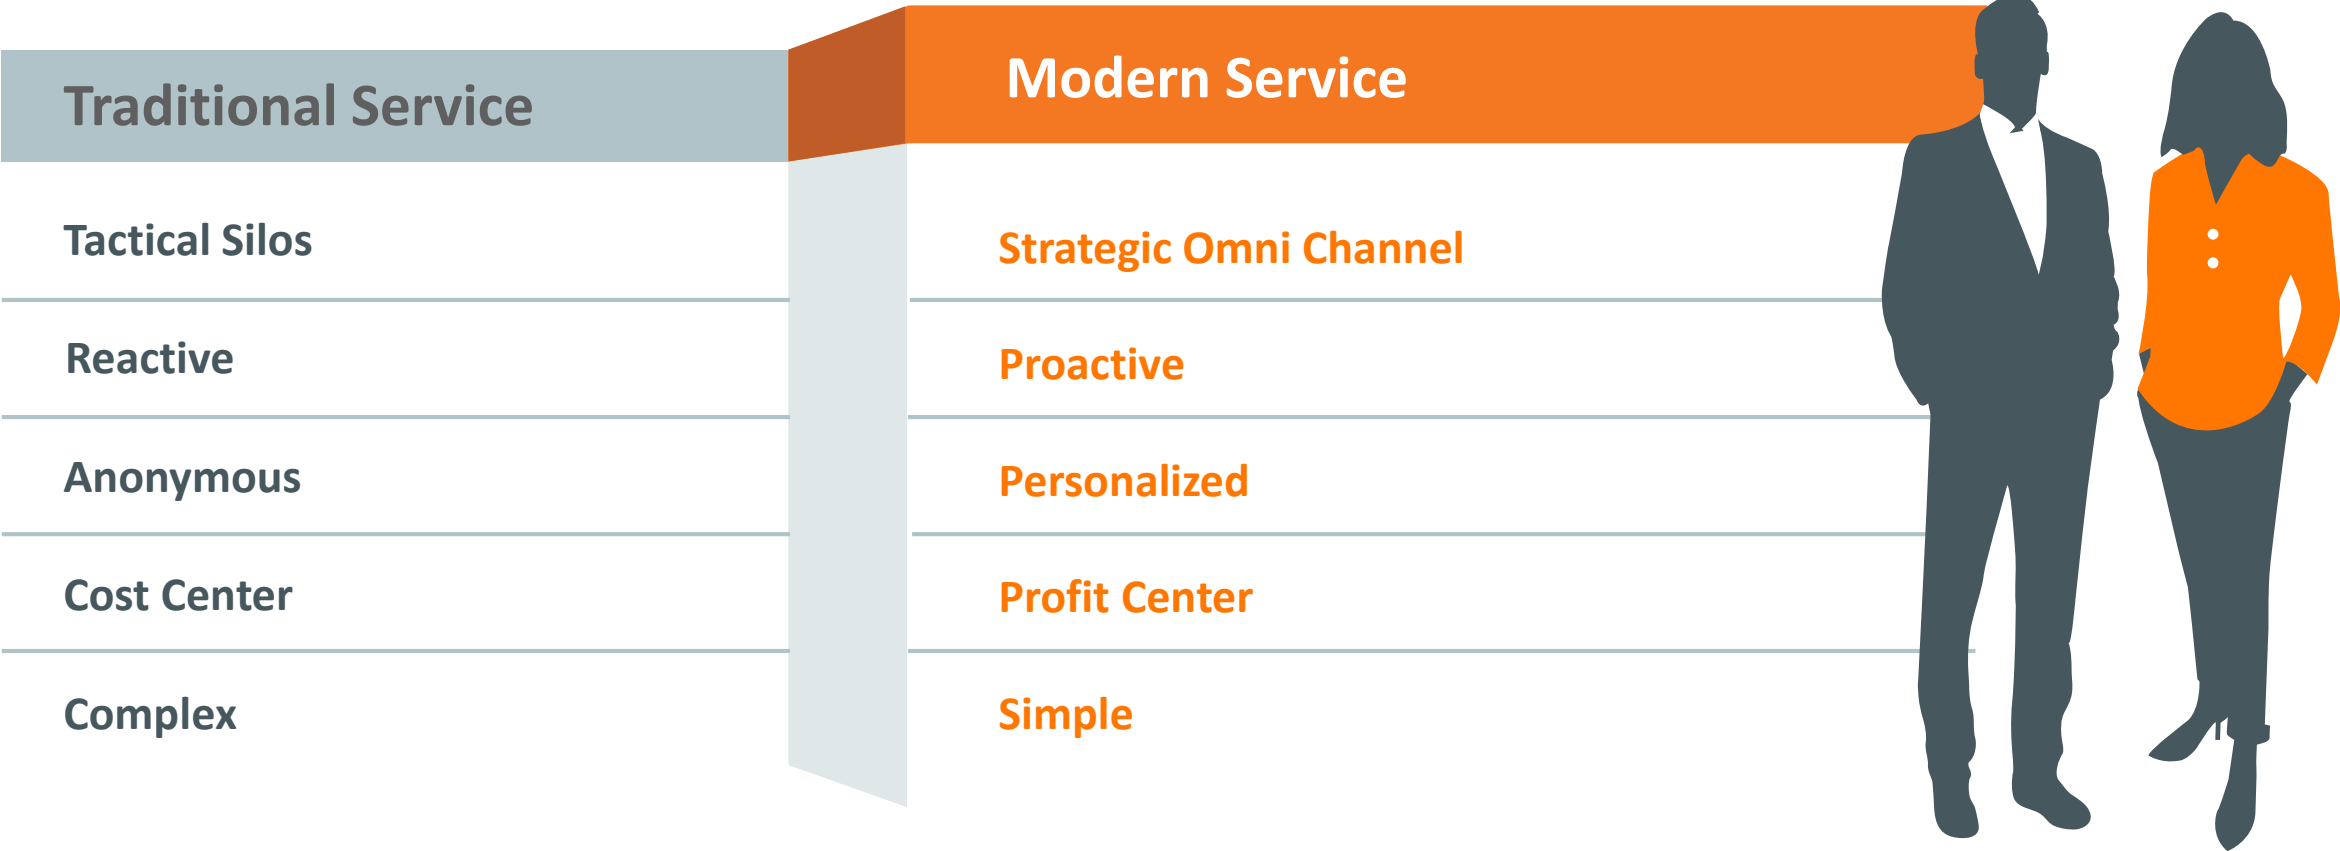 Traditional Service
Modern Service
Tactical Silos
Strategic Omni Channel
Reactive
Proactive
Anonymous
Personalized
Cost Center
Profit Center
Complex
Simple